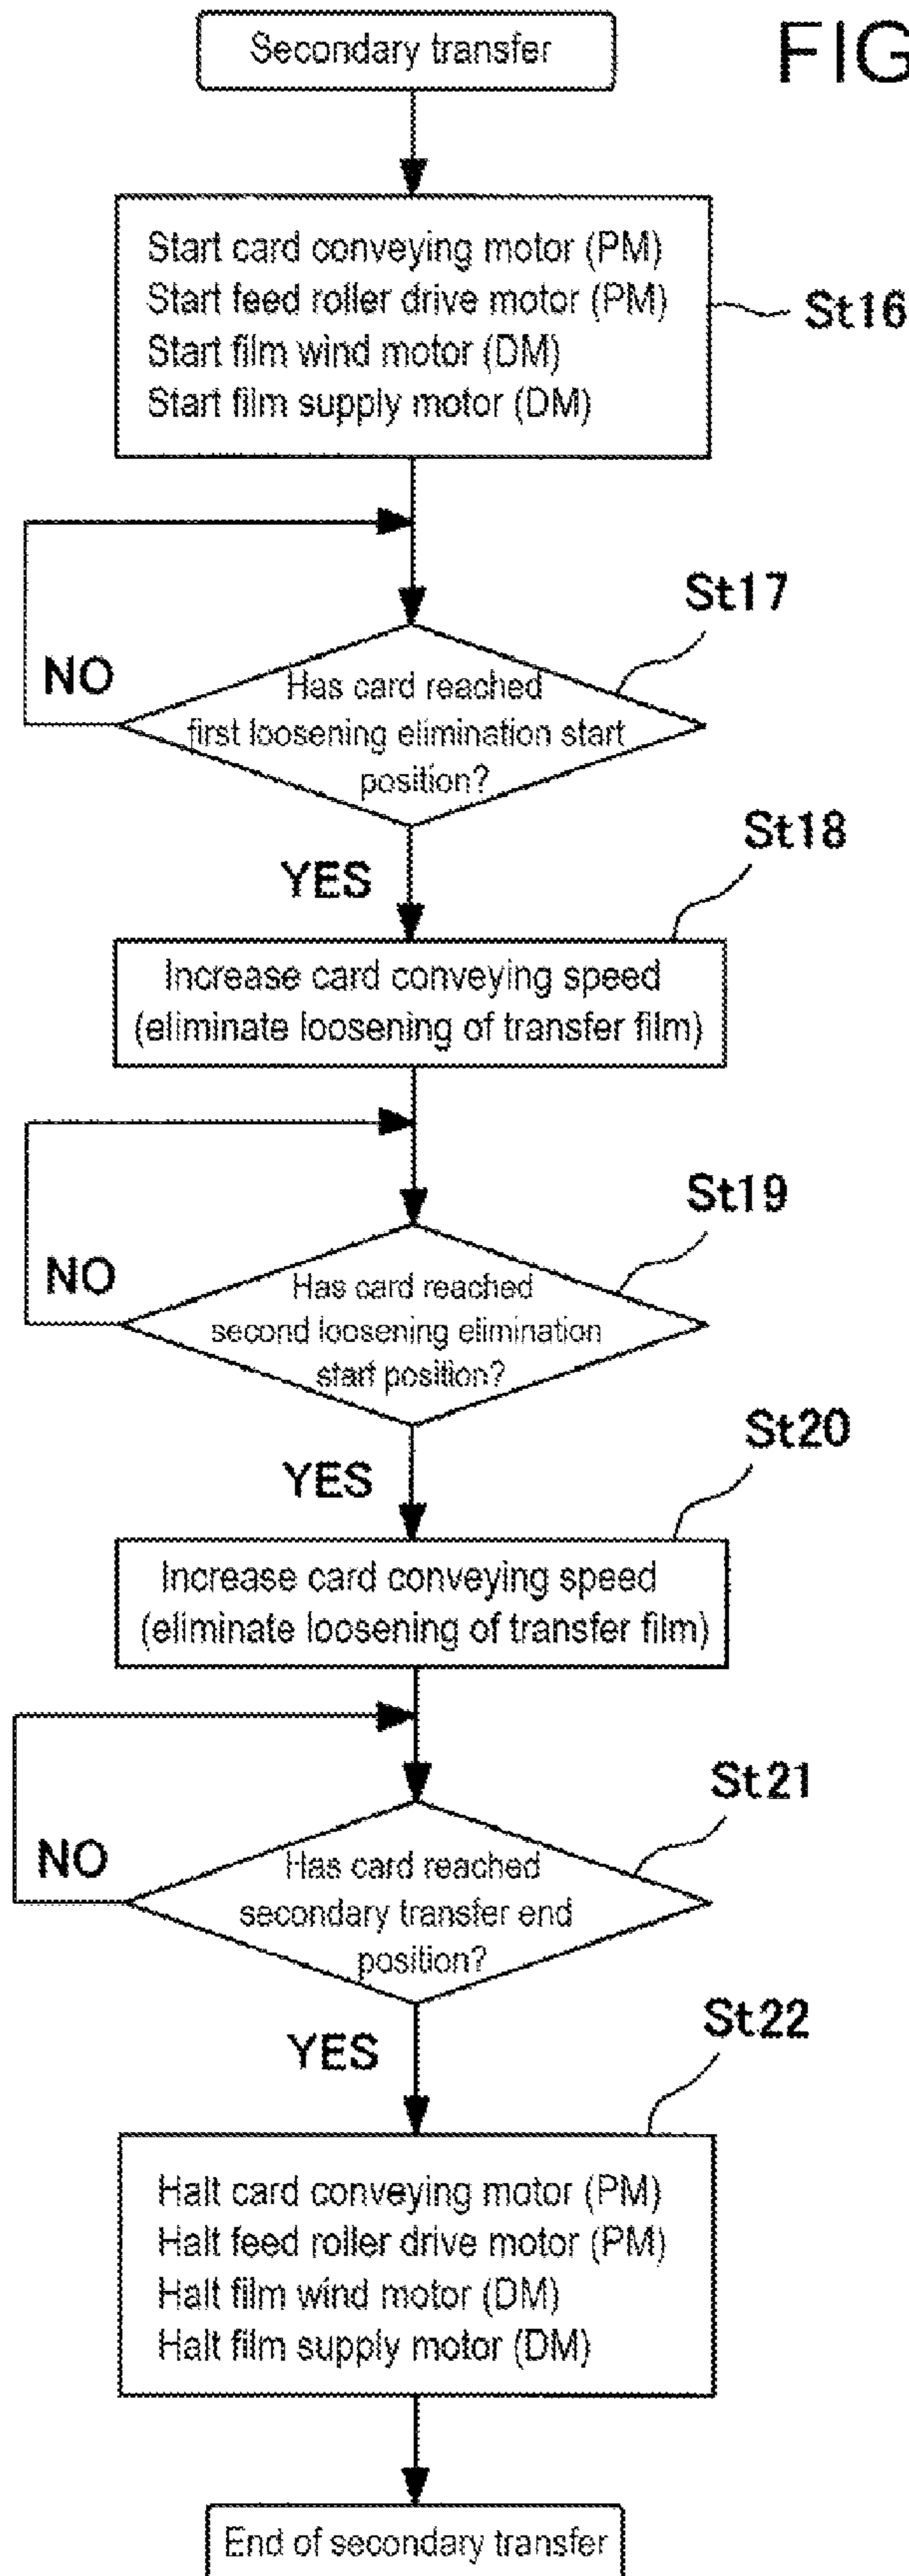 Secondary transfer
FIG
Start card conveying motor (PM)
Start feed roller drive motor (PM)
Start film wind motor (DM)
Start film supply motor (DM)
St16
St17
NO
Has card reached
first loosening elimination start
position?
St18
YES
Increase card conveying speed
(eliminate loosening of transfer film)
St19
NO
Has card reached
second loosening elimination
start position?
St20
YES
Increase card conveying speed
(eliminate loosening of transfer film)
St21
NO
Has card reached
secondary transfer end
position?
St22
YES
Halt card conveying motor (PM)
Halt feed roller drive motor (PM)
Halt film wind motor (DM)
Halt film supply motor (DM)
End of secondary transfer